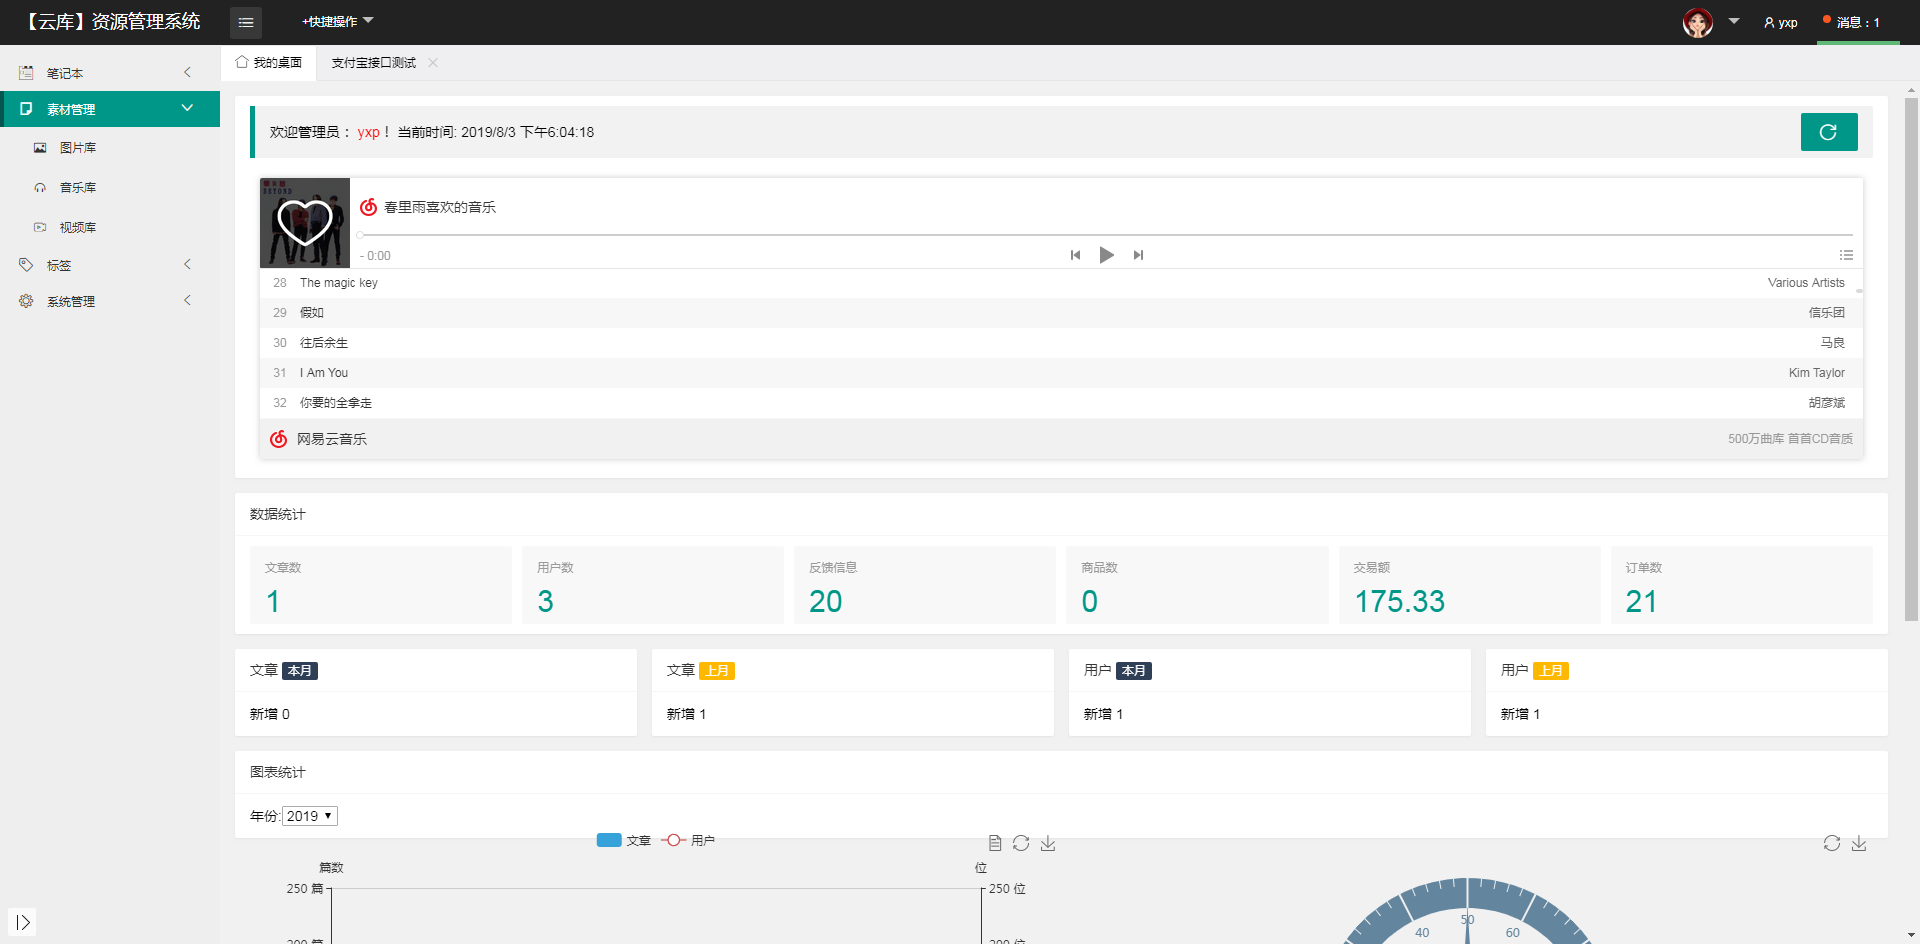 【云库】资源管理系统
+快捷操作
yxp
消息：1
笔记本
素材管理
图片库
音乐库
视频库
标签
系统管理
我的桌面
支付宝接口测试
欢迎管理员： yxp！ 当前时间: 2019/8/3 下午6:04:18
BEYOND
春里雨喜欢的音乐
- 0:00
28 The magic key Various Artists
29 假如 信乐团
30 往后余生 马良
31 I Am You Kim Taylor
32 你要的全拿走 胡彦斌
网易云音乐 500万曲库 首首CD音质
数据统计
文章数 用户数 反馈信息 商品数 交易额 订单数
1 3 20 0 175.33 21
文章 本月 文章 上月 用户 本月 用户 上月
新增 0 新增 1 新增 1 新增 1
图表统计
年份: 2019
文章 用户
篇数 位
250 篇 250 位
50
40 60
200 篇 200 位